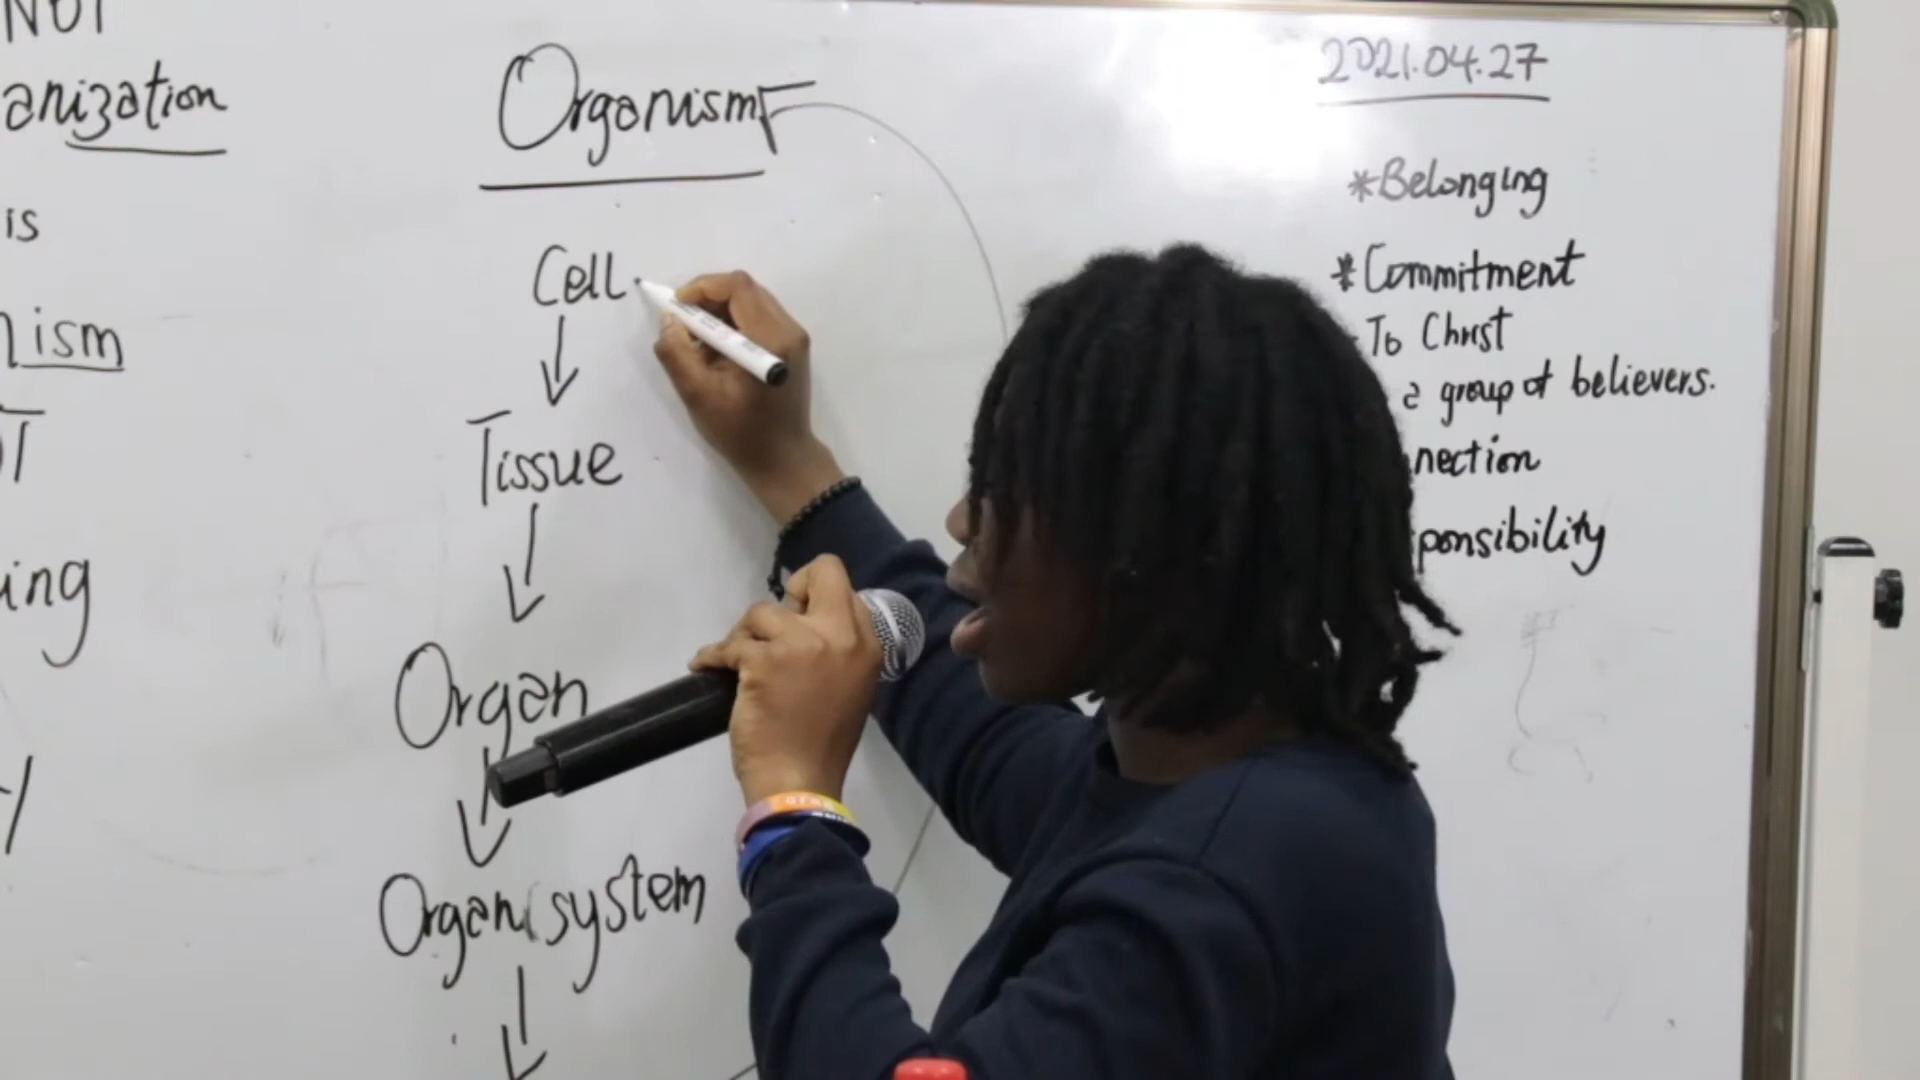 NOT
anization
is
nism
ing
y
Organism
Cell
Tissue
Organ
Organ system
2021.04.27
*Belonging
*Commitment
To Christ
a group of believers.
nection
ponsibility